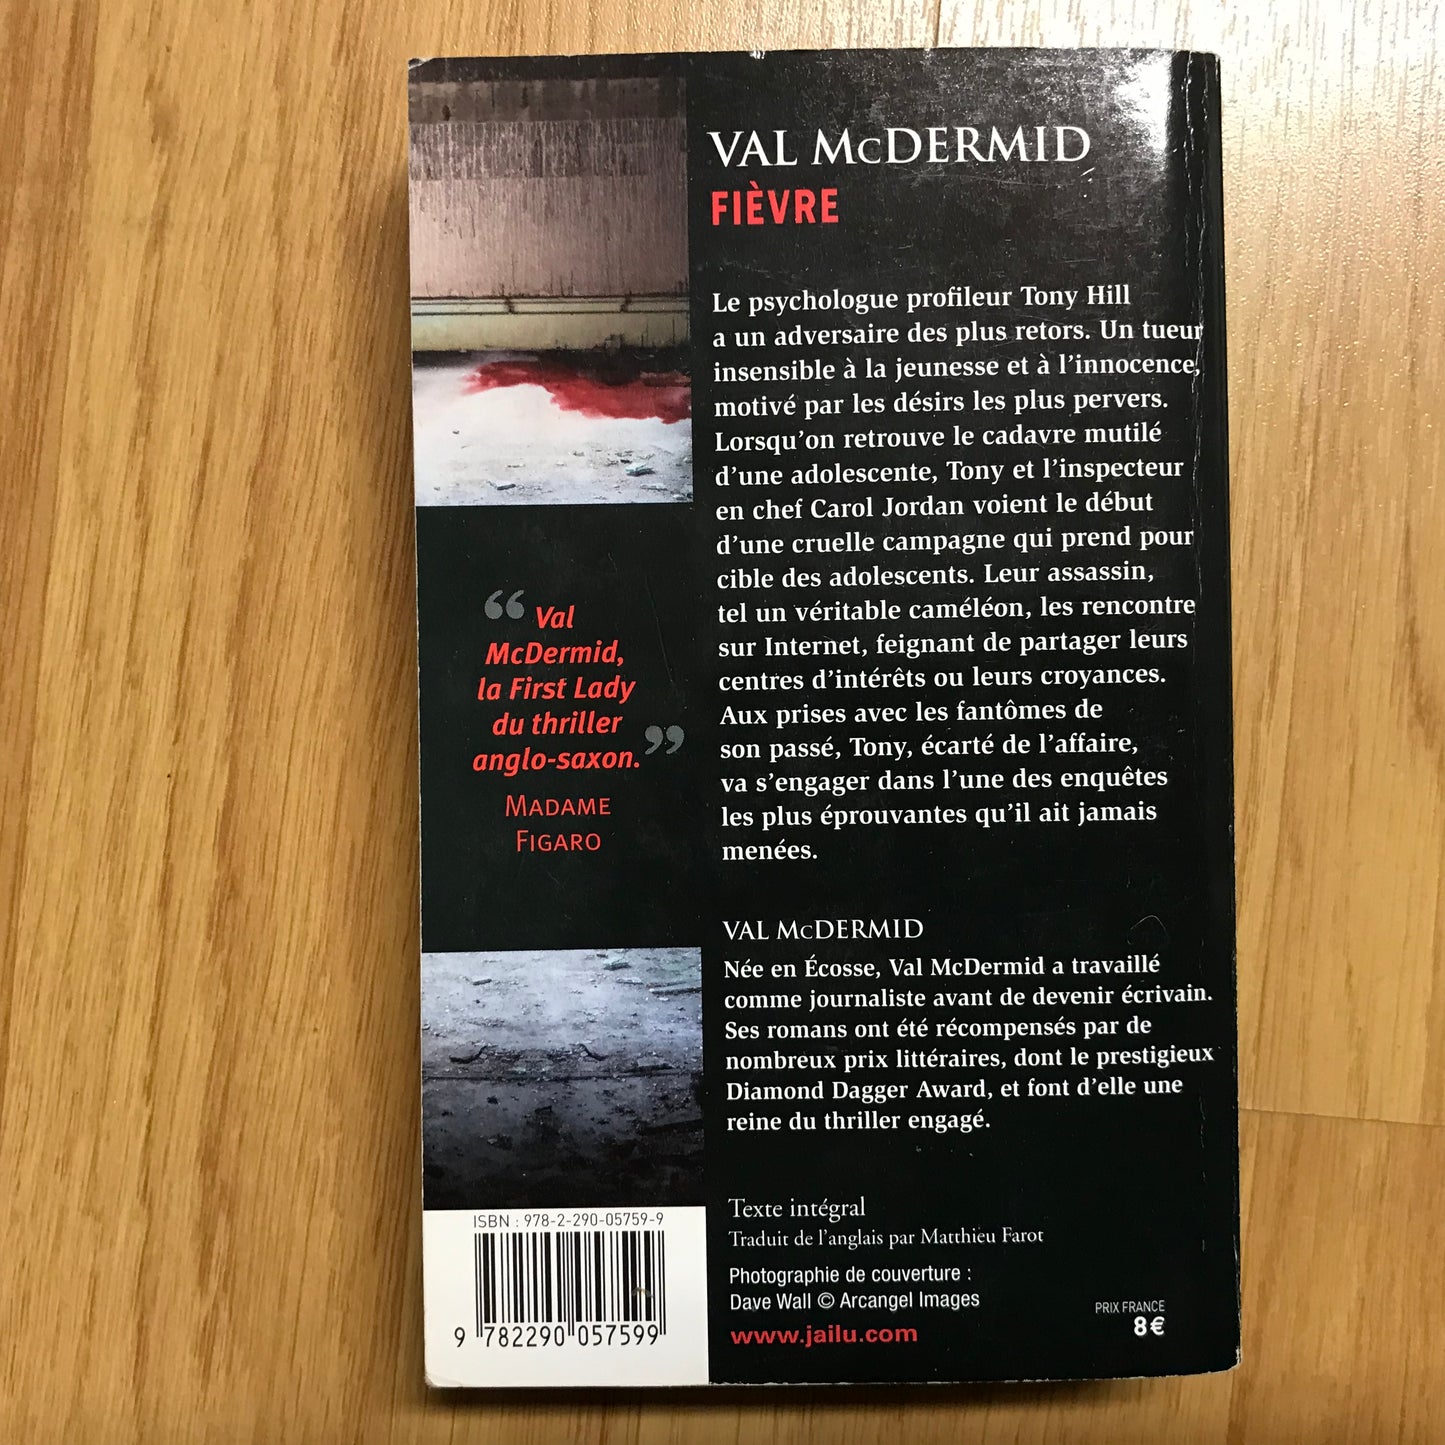 VAL McDERMID
FIÈVRE
Le psychologue profileur Tony Hill
a un adversaire des plus retors. Un tueur
insensible à la jeunesse et à l'innocence,
motivé par les désirs les plus pervers.
Lorsqu'on retrouve le cadavre mutilé
d'une adolescente, Tony et l'inspecteur
en chef Carol Jordan voient le début
d'une cruelle campagne qui prend pour
cible des adolescents. Leur assassin,
tel un véritable caméléon, les rencontre
sur Internet, feignant de partager leurs
centres d'intérêts ou leurs croyances.
Aux prises avec les fantômes de
son passé, Tony, écarté de l'affaire,
va s'engager dans l'une des enquêtes
les plus éprouvantes qu'il ait jamais
menées.
“ Val
McDermid,
la First Lady
du thriller
anglo-saxon. ”
MADAME
FIGARO
VAL McDERMID
Née en Écosse, Val McDermid a travaillé
comme journaliste avant de devenir écrivain.
Ses romans ont été récompensés par de
nombreux prix littéraires, dont le prestigieux
Diamond Dagger Award, et font d'elle une
reine du thriller engagé.
Texte intégral
Traduit de l'anglais par Matthieu Farot
Photographie de couverture :
Dave Wall © Arcangel Images
www.jailu.com
PRIX FRANCE
8€
ISBN : 978-2-290-05759-9
9 782290 057599